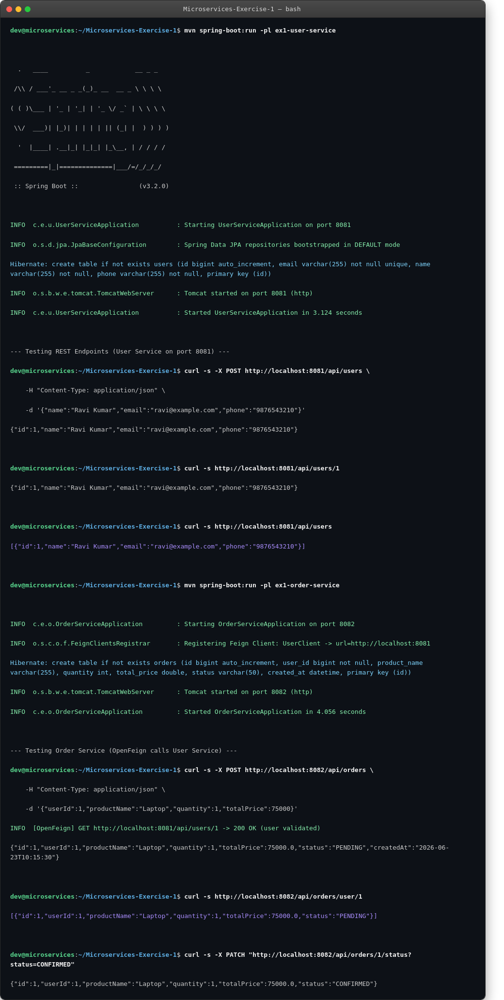 Microservices-Exercise-1 — bash
dev@microservices:~/Microservices-Exercise-1$ mvn spring-boot:run -pl ex1-user-service
  .   ____          _            __ _ _
 /\\ / ___'_ __ _ _(_)_ __  __ _ \ \ \ \
( ( )\___ | '_ | '_| | '_ \/ _` | \ \ \ \
 \\/  ___)| |_)| | | | | || (_| |  ) ) ) )
  '  |____| .__|_| |_|_| |_\__, | / / / /
 =========|_|==============|___/=/_/_/_/
 :: Spring Boot ::                (v3.2.0)
INFO  c.e.u.UserServiceApplication          : Starting UserServiceApplication on port 8081
INFO  o.s.d.jpa.JpaBaseConfiguration        : Spring Data JPA repositories bootstrapped in DEFAULT mode
Hibernate: create table if not exists users (id bigint auto_increment, email varchar(255) not null unique, name
varchar(255) not null, phone varchar(255) not null, primary key (id))
INFO  o.s.b.w.e.tomcat.TomcatWebServer      : Tomcat started on port 8081 (http)
INFO  c.e.u.UserServiceApplication          : Started UserServiceApplication in 3.124 seconds
--- Testing REST Endpoints (User Service on port 8081) ---
dev@microservices:~/Microservices-Exercise-1$ curl -s -X POST http://localhost:8081/api/users \
    -H "Content-Type: application/json" \
    -d '{"name":"Ravi Kumar","email":"ravi@example.com","phone":"9876543210"}'
{"id":1,"name":"Ravi Kumar","email":"ravi@example.com","phone":"9876543210"}
dev@microservices:~/Microservices-Exercise-1$ curl -s http://localhost:8081/api/users/1
{"id":1,"name":"Ravi Kumar","email":"ravi@example.com","phone":"9876543210"}
dev@microservices:~/Microservices-Exercise-1$ curl -s http://localhost:8081/api/users
[{"id":1,"name":"Ravi Kumar","email":"ravi@example.com","phone":"9876543210"}]
dev@microservices:~/Microservices-Exercise-1$ mvn spring-boot:run -pl ex1-order-service
INFO  c.e.o.OrderServiceApplication         : Starting OrderServiceApplication on port 8082
INFO  o.s.c.o.f.FeignClientsRegistrar       : Registering Feign Client: UserClient -> url=http://localhost:8081
Hibernate: create table if not exists orders (id bigint auto_increment, user_id bigint not null, product_name
varchar(255), quantity int, total_price double, status varchar(50), created_at datetime, primary key (id))
INFO  o.s.b.w.e.tomcat.TomcatWebServer      : Tomcat started on port 8082 (http)
INFO  c.e.o.OrderServiceApplication         : Started OrderServiceApplication in 4.056 seconds
--- Testing Order Service (OpenFeign calls User Service) ---
dev@microservices:~/Microservices-Exercise-1$ curl -s -X POST http://localhost:8082/api/orders \
    -H "Content-Type: application/json" \
    -d '{"userId":1,"productName":"Laptop","quantity":1,"totalPrice":75000}'
INFO  [OpenFeign] GET http://localhost:8081/api/users/1 -> 200 OK (user validated)
{"id":1,"userId":1,"productName":"Laptop","quantity":1,"totalPrice":75000.0,"status":"PENDING","createdAt":"2026-06-
23T10:15:30"}
dev@microservices:~/Microservices-Exercise-1$ curl -s http://localhost:8082/api/orders/user/1
[{"id":1,"userId":1,"productName":"Laptop","quantity":1,"totalPrice":75000.0,"status":"PENDING"}]
dev@microservices:~/Microservices-Exercise-1$ curl -s -X PATCH "http://localhost:8082/api/orders/1/status?
status=CONFIRMED"
{"id":1,"userId":1,"productName":"Laptop","quantity":1,"totalPrice":75000.0,"status":"CONFIRMED"}